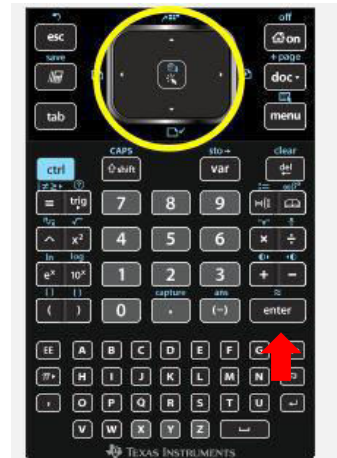 off
esc on
save +page
doc
tab menu
CAPS sto→ clear
ctrl ⇧shift var del
= trig 7 8 9
ln log
^ x² 4 5 6 × ÷
eˣ 10ˣ 1 2 3 + −
capture ans ≈
( ) 0 . (−) enter
EE A B C D E F G
H I J K L M N
, O P Q R S T U ↵
V W X Y Z
TEXAS INSTRUMENTS